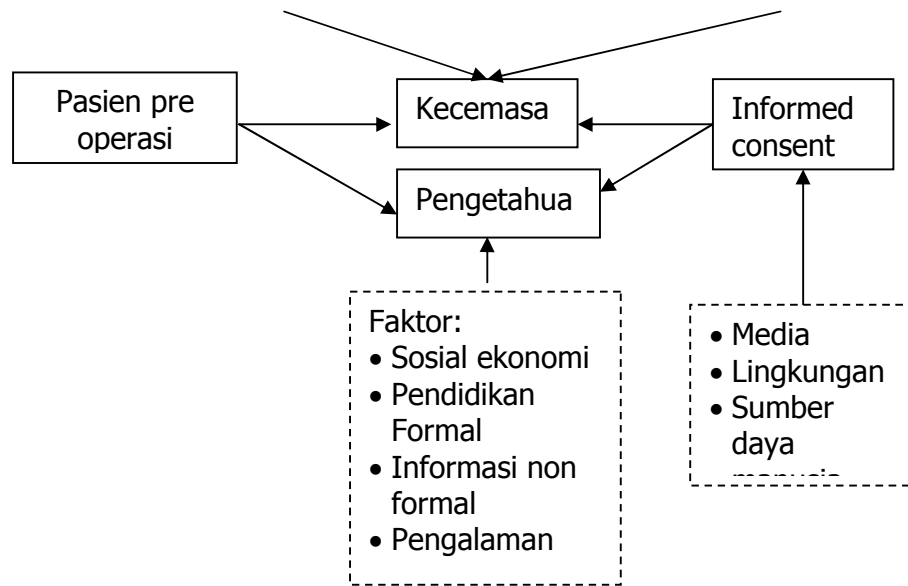 Pasien pre
operasi
Kecemasa
Informed
consent
Pengetahua
Faktor:
• Sosial ekonomi
• Pendidikan
Formal
• Informasi non
formal
• Pengalaman
• Media
• Lingkungan
• Sumber
daya